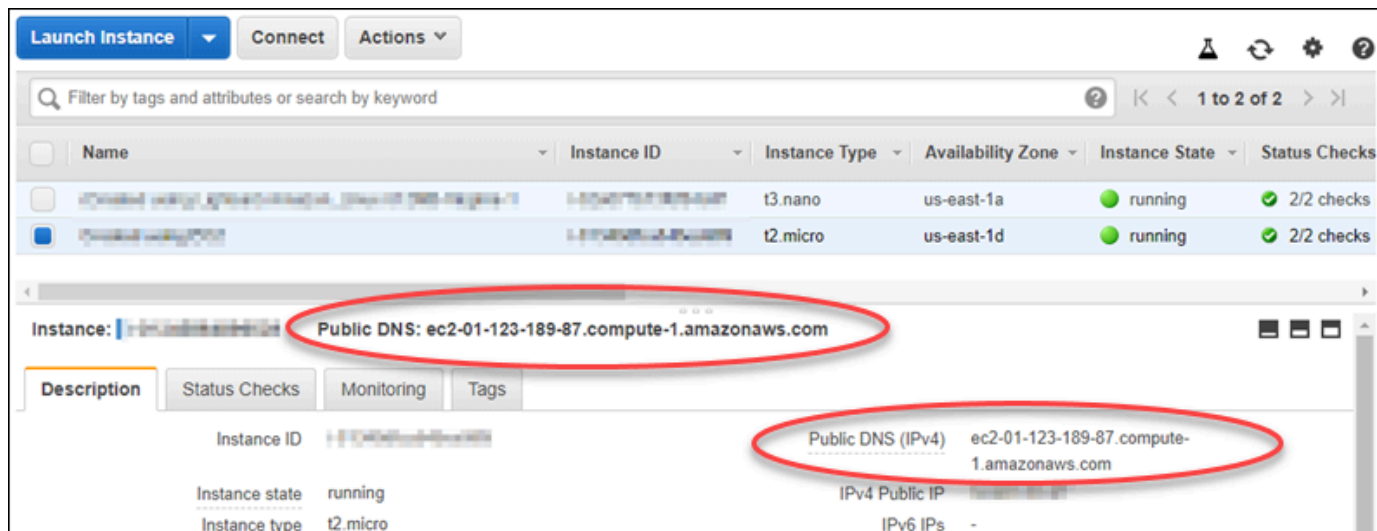 Launch Instance Connect Actions
Filter by tags and attributes or search by keyword 1 to 2 of 2
Name Instance ID Instance Type Availability Zone Instance State Status Checks
t3.nano us-east-1a running 2/2 checks
t2.micro us-east-1d running 2/2 checks
Instance: Public DNS: ec2-01-123-189-87.compute-1.amazonaws.com
Description Status Checks Monitoring Tags
Instance ID Public DNS (IPv4) ec2-01-123-189-87.compute-
1.amazonaws.com
Instance state running IPv4 Public IP
Instance type t2.micro IPv6 IPs -